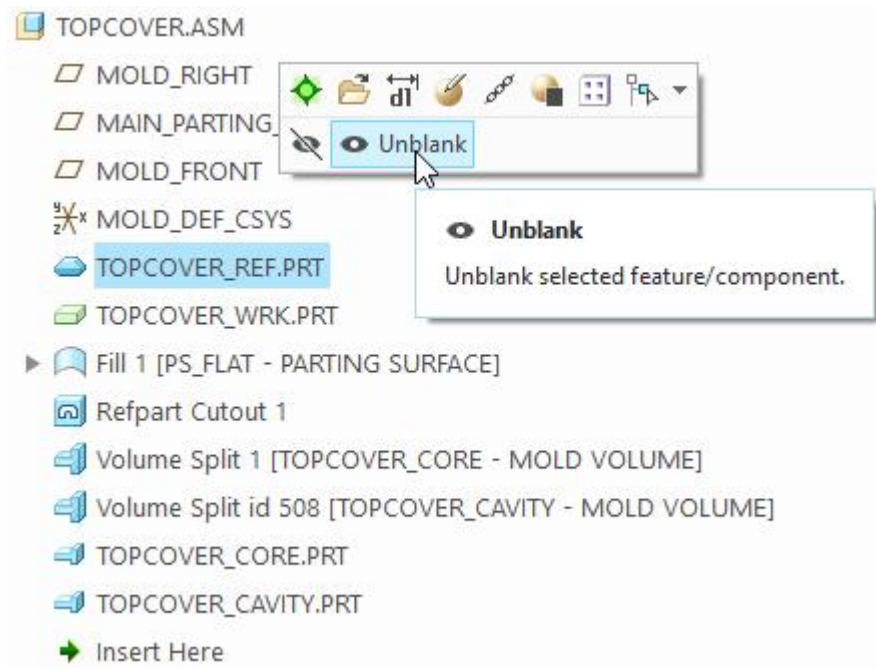 TOPCOVER.ASM
MOLD_RIGHT
MAIN_PARTING_
MOLD_FRONT
MOLD_DEF_CSYS
TOPCOVER_REF.PRT
TOPCOVER_WRK.PRT
Fill 1 [PS_FLAT - PARTING SURFACE]
Refpart Cutout 1
Volume Split 1 [TOPCOVER_CORE - MOLD VOLUME]
Volume Split id 508 [TOPCOVER_CAVITY - MOLD VOLUME]
TOPCOVER_CORE.PRT
TOPCOVER_CAVITY.PRT
Insert Here
d1
Unblank
Unblank
Unblank selected feature/component.
y
x
z